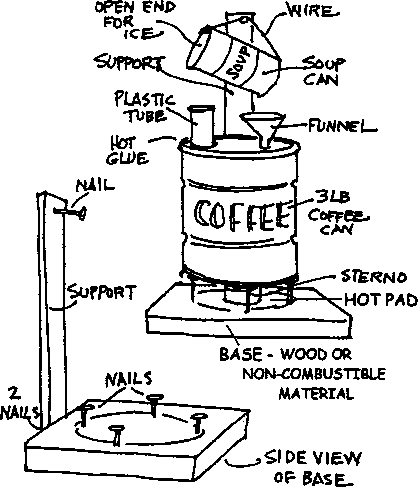 OPEN END
FOR
ICE
WIRE
SUPPORT
SOUP
SOUP
CAN
PLASTIC
TUBE
FUNNEL
HOT
GLUE
NAIL
COFFEE
3LB
COFFEE
CAN
SUPPORT
STERNO
HOT PAD
BASE - WOOD OR
NON-COMBUSTIBLE
MATERIAL
2
NAILS
NAILS
SIDE VIEW
OF BASE